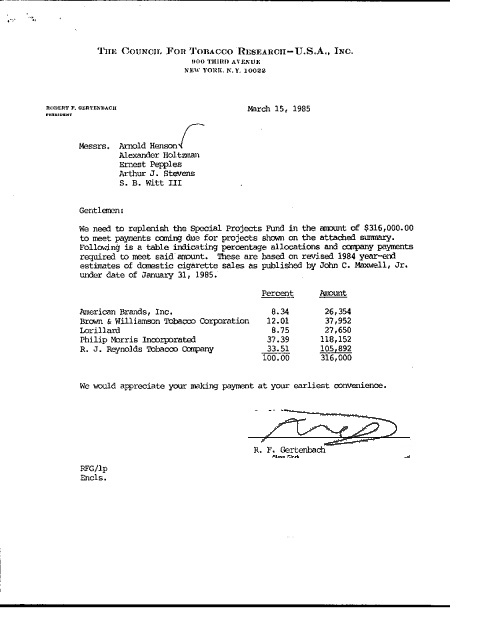 THE COUNCIL FOR TOBACCO RESEARCH—U.S.A., INC.
900 THIRD AVENUE
NEW YORK, N.Y. 10022
ROBERT F. GERTENBACH
PRESIDENT
March 15, 1985
Messrs. Arnold Henson
Alexander Holtzman
Ernest Pepples
Arthur J. Stevens
S. B. Witt III
Gentlemen:
We need to replenish the Special Projects Fund in the amount of $316,000.00
to meet payments coming due for projects shown on the attached summary.
Following is a table indicating percentage allocations and company payments
required to meet said amount. These are based on revised 1984 year-end
estimates of domestic cigarette sales as published by John C. Maxwell, Jr.
under date of January 31, 1985.
Percent Amount
American Brands, Inc. 8.34 26,354
Brown & Williamson Tobacco Corporation 12.01 37,952
Lorillard 8.75 27,650
Philip Morris Incorporated 37.39 118,152
R. J. Reynolds Tobacco Company 33.51 105,892
100.00 316,000
We would appreciate your making payment at your earliest convenience.
R. F. Gertenbach
RFG/lp
Encls.